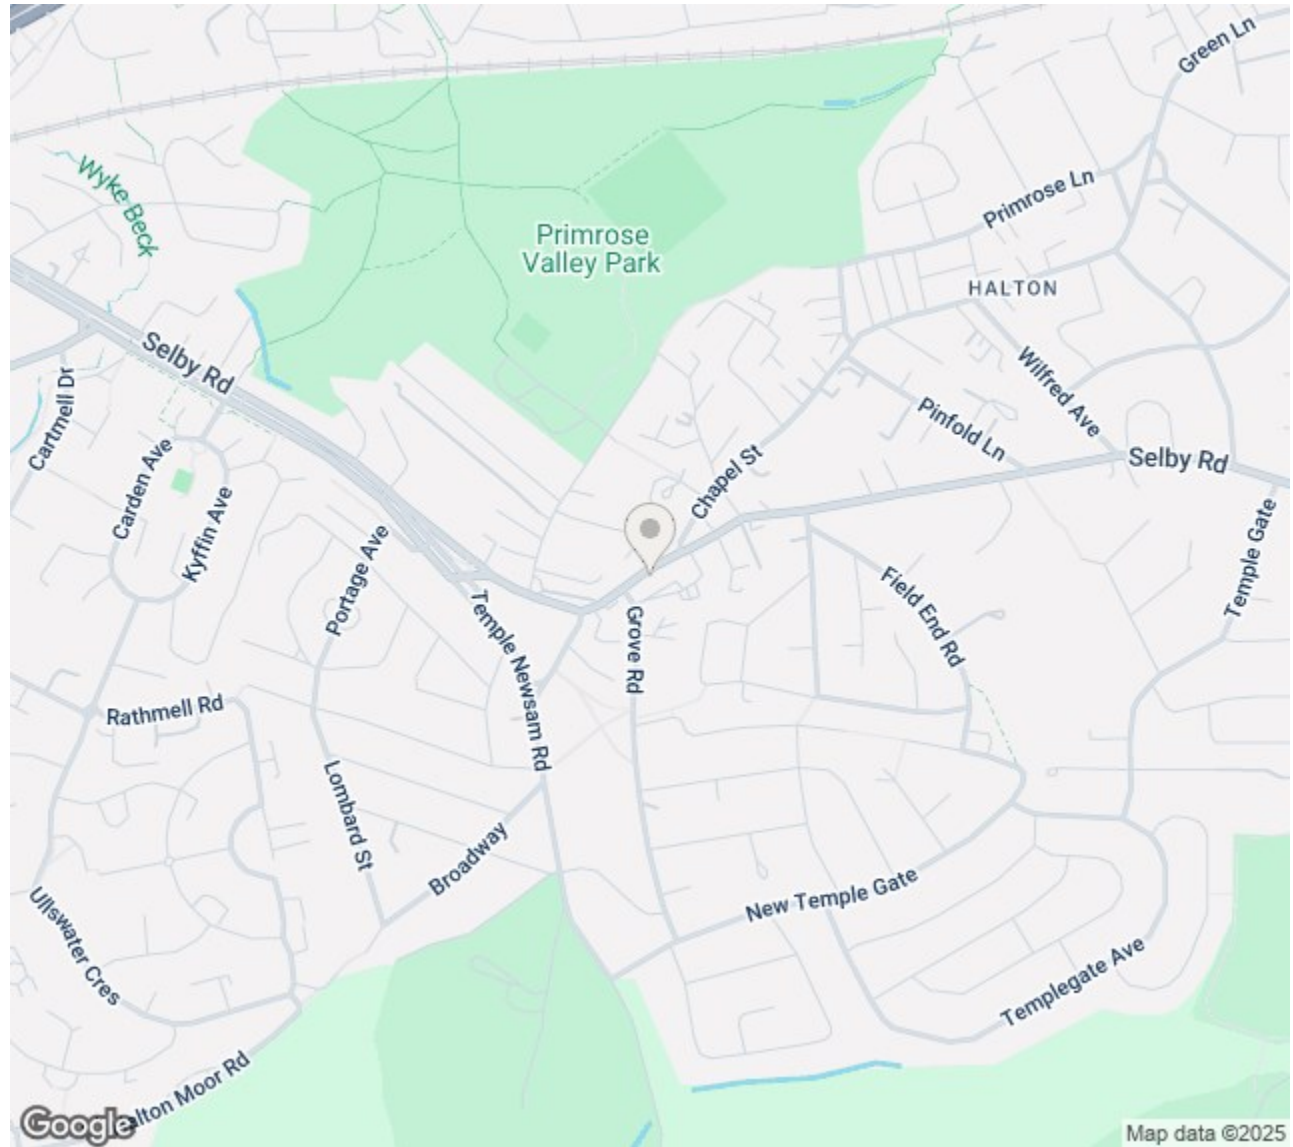 Green Ln
Wyke Beck
Primrose Ln
Primrose
Valley Park
HALTON
Selby Rd
Wilfred Ave
Cartmell Dr
Pinfold Ln
Carden Ave
Chapel St
Selby Rd
Kyffin Ave
Temple Gate
Portage Ave
Field End Rd
Temple Newsam Rd
Grove Rd
Rathmell Rd
Lombard St
Broadway
New Temple Gate
Ullswater Cres
Templegate Ave
Moor Rd
Google
Map data ©2025